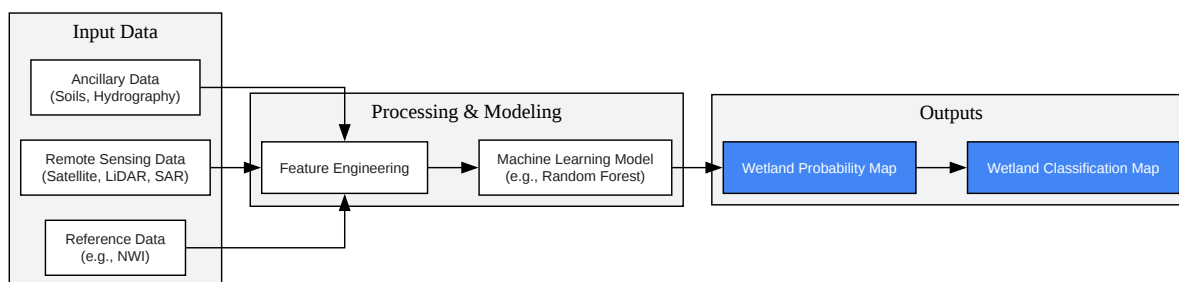 Input Data
Ancillary Data
(Soils, Hydrography)
Remote Sensing Data
(Satellite, LiDAR, SAR)
Reference Data
(e.g., NWI)
Processing & Modeling
Feature Engineering
Machine Learning Model
(e.g., Random Forest)
Outputs
Wetland Probability Map
Wetland Classification Map